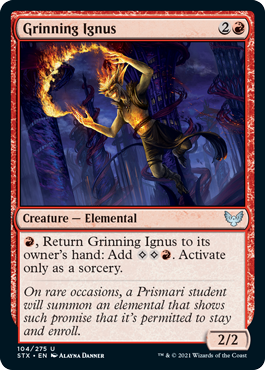 Grinning Ignus 2
Creature — Elemental
, Return Grinning Ignus to its
owner's hand: Add . Activate
only as a sorcery.
On rare occasions, a Prismari student
will summon an elemental that shows
such promise that it's permitted to stay
and enroll.
2/2
104/275 U
STX • EN ALAYNA DANNER
™ & © 2021 Wizards of the Coast